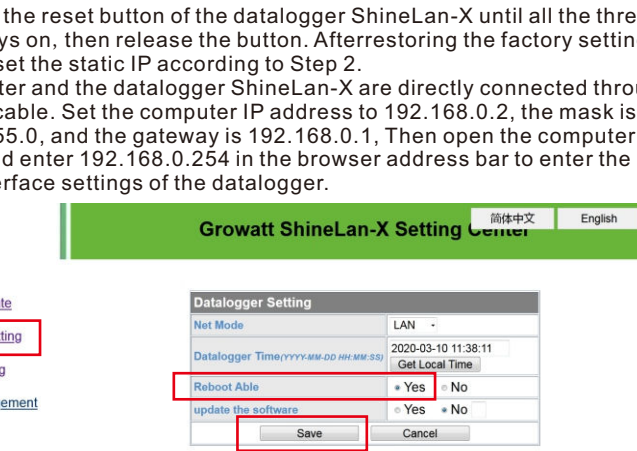 the reset button of the datalogger ShineLan-X until all the thre
ys on, then release the button. Afterrestoring the factory settin
set the static IP according to Step 2.
ter and the datalogger ShineLan-X are directly connected throu
cable. Set the computer IP address to 192.168.0.2, the mask is
55.0, and the gateway is 192.168.0.1, Then open the computer
d enter 192.168.0.254 in the browser address bar to enter the
erface settings of the datalogger.
Growatt ShineLan-X Setting Center
简体中文 English
te
tting
g
gement
Datalogger Setting
Net Mode LAN
Datalogger Time(YYYY-MM-DD HH:MM:SS) 2020-03-10 11:38:11
Get Local Time
Reboot Able Yes No
update the software Yes No
Save Cancel